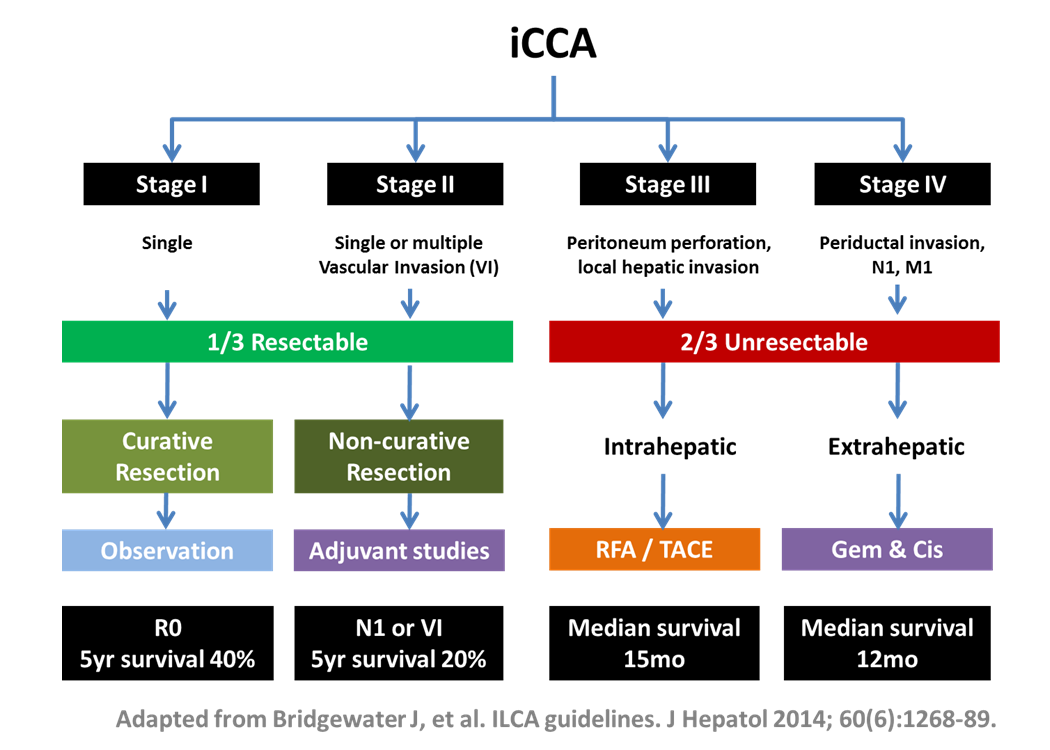 iCCA
Stage I
Stage II
Stage III
Stage IV
Single
Single or multiple
Vascular Invasion (VI)
Peritoneum perforation,
local hepatic invasion
Periductal invasion,
N1, M1
1/3 Resectable
2/3 Unresectable
Curative
Resection
Non-curative
Resection
Intrahepatic
Extrahepatic
Observation
Adjuvant studies
RFA / TACE
Gem & Cis
R0
5yr survival 40%
N1 or VI
5yr survival 20%
Median survival
15mo
Median survival
12mo
Adapted from Bridgewater J, et al. ILCA guidelines. J Hepatol 2014; 60(6):1268-89.